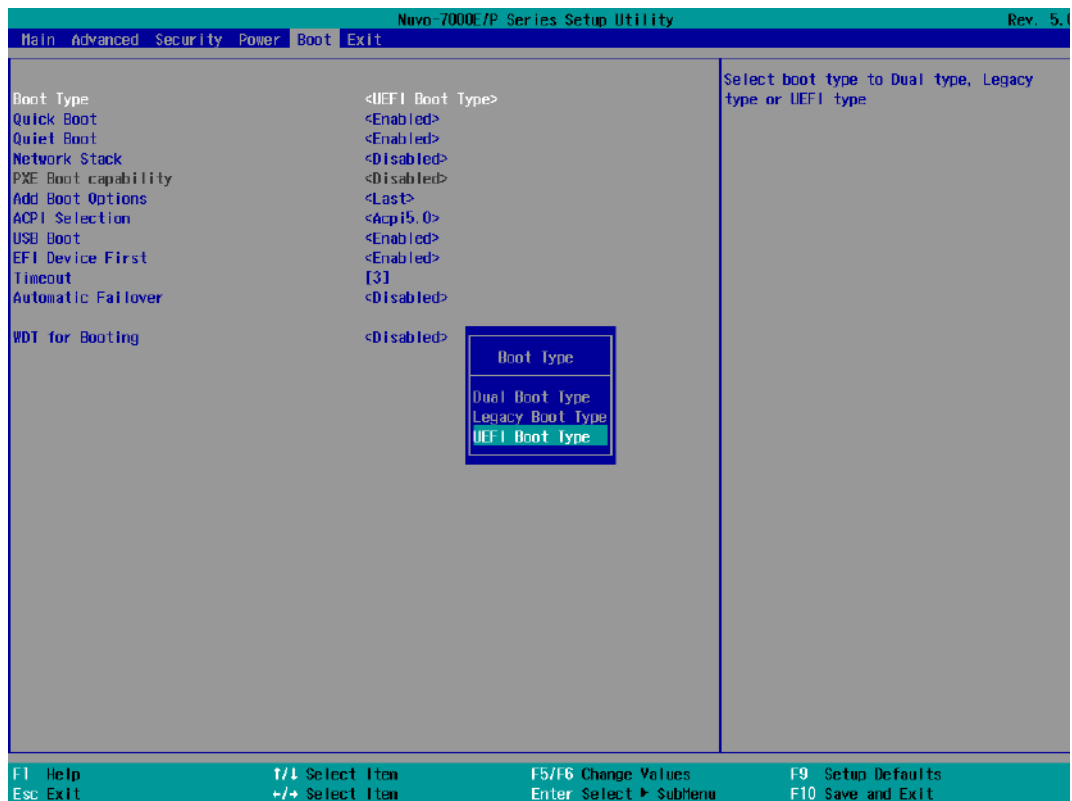 Nuvo-7000E/P Series Setup Utility Rev. 5.0
Main Advanced Security Power Boot Exit
Boot Type <UEFI Boot Type>
Quick Boot <Enabled>
Quiet Boot <Enabled>
Network Stack <Disabled>
PXE Boot capability <Disabled>
Add Boot Options <Last>
ACPI Selection <Acpi5.0>
USB Boot <Enabled>
EFI Device First <Enabled>
Timeout [3]
Automatic Failover <Disabled>
WDT for Booting <Disabled>
Boot Type
Dual Boot Type
Legacy Boot Type
UEFI Boot Type
Select boot type to Dual type, Legacy
type or UEFI type
F1 Help ↑/↓ Select Item F5/F6 Change Values F9 Setup Defaults
Esc Exit ←/→ Select Item Enter Select ► SubMenu F10 Save and Exit